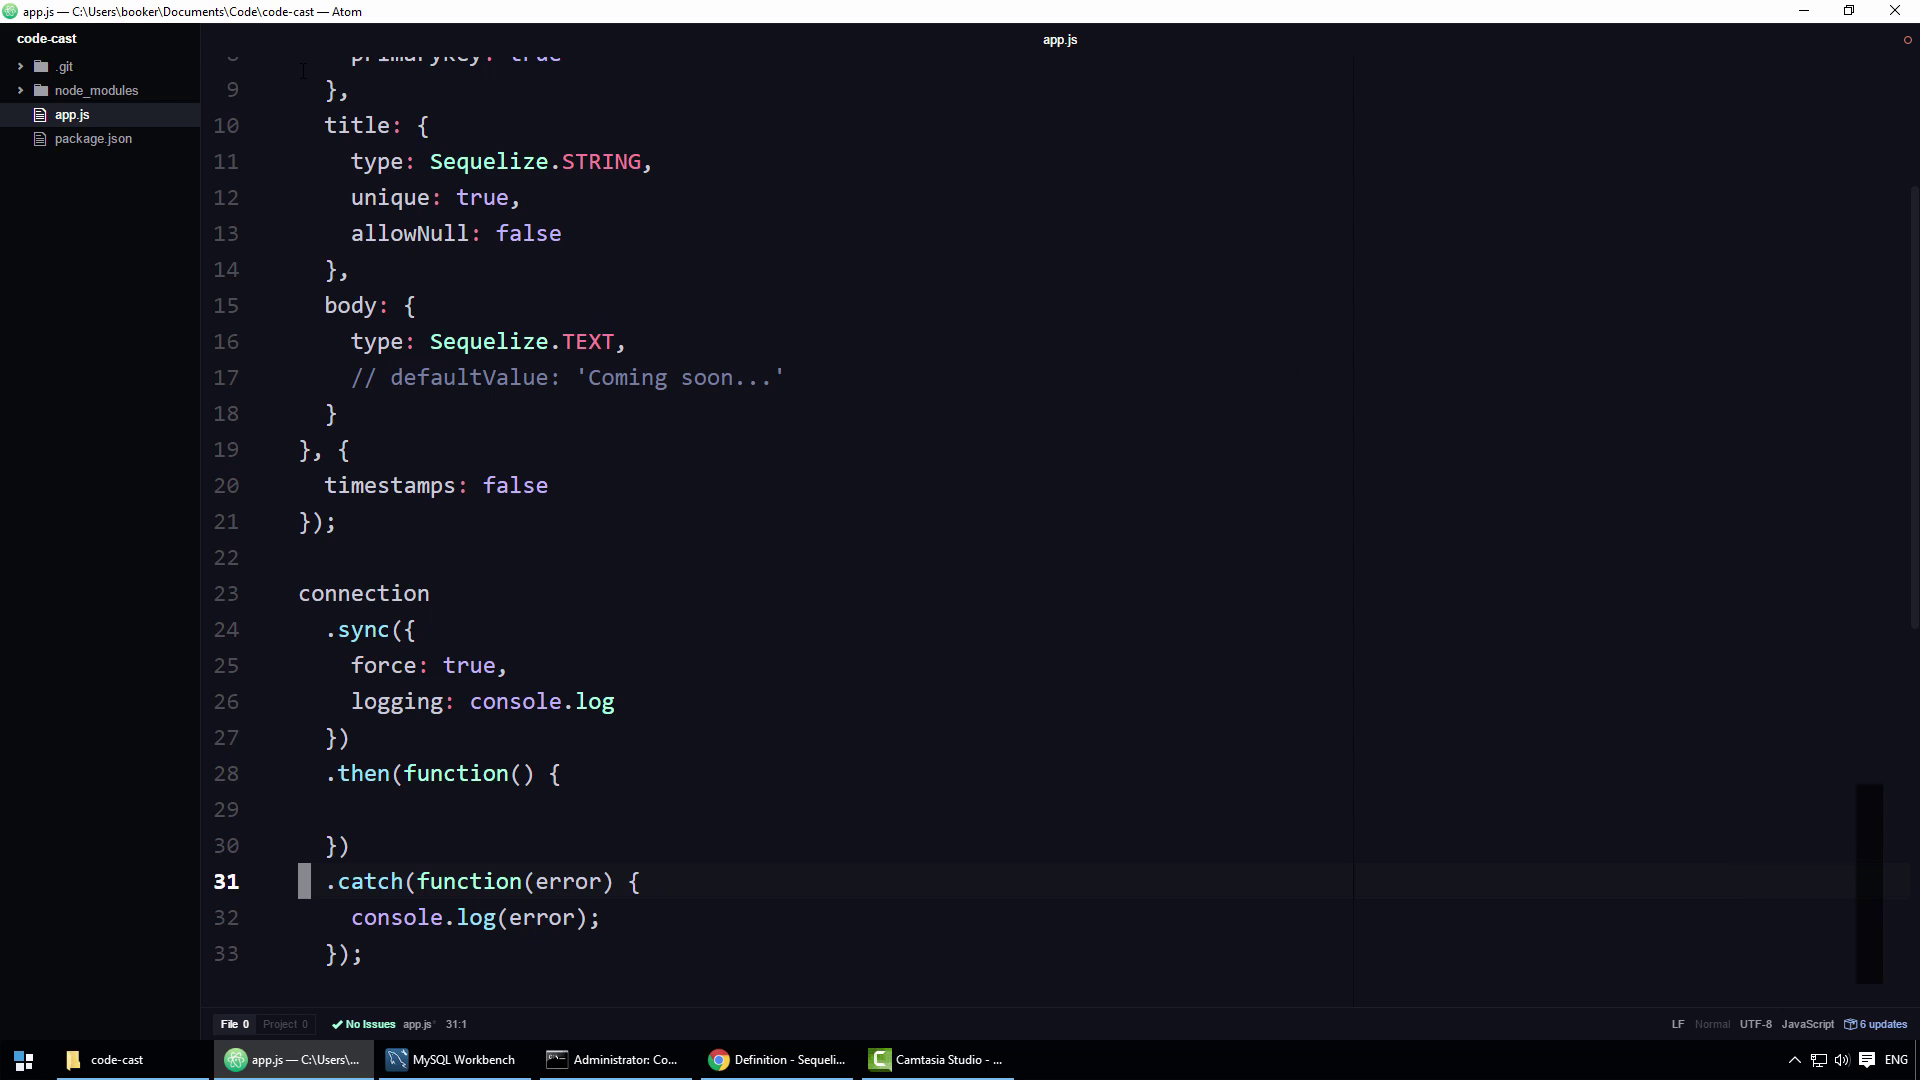 app.js — C:\Users\booker\Documents\Code\code-cast — Atom
code-cast
.git
node_modules
app.js
package.json
app.js
8 primaryKey: true
9 },
10 title: {
11 type: Sequelize.STRING,
12 unique: true,
13 allowNull: false
14 },
15 body: {
16 type: Sequelize.TEXT,
17 // defaultValue: 'Coming soon...'
18 }
19 }, {
20 timestamps: false
21 });
22
23 connection
24 .sync({
25 force: true,
26 logging: console.log
27 })
28 .then(function() {
29
30 })
31 .catch(function(error) {
32 console.log(error);
33 });
File 0 Project 0 No Issues app.js* 31:1 LF Normal UTF-8 JavaScript 6 updates
code-cast app.js — C:\Users\... MySQL Workbench Administrator: Co... Definition - Sequeli... Camtasia Studio - ... ENG